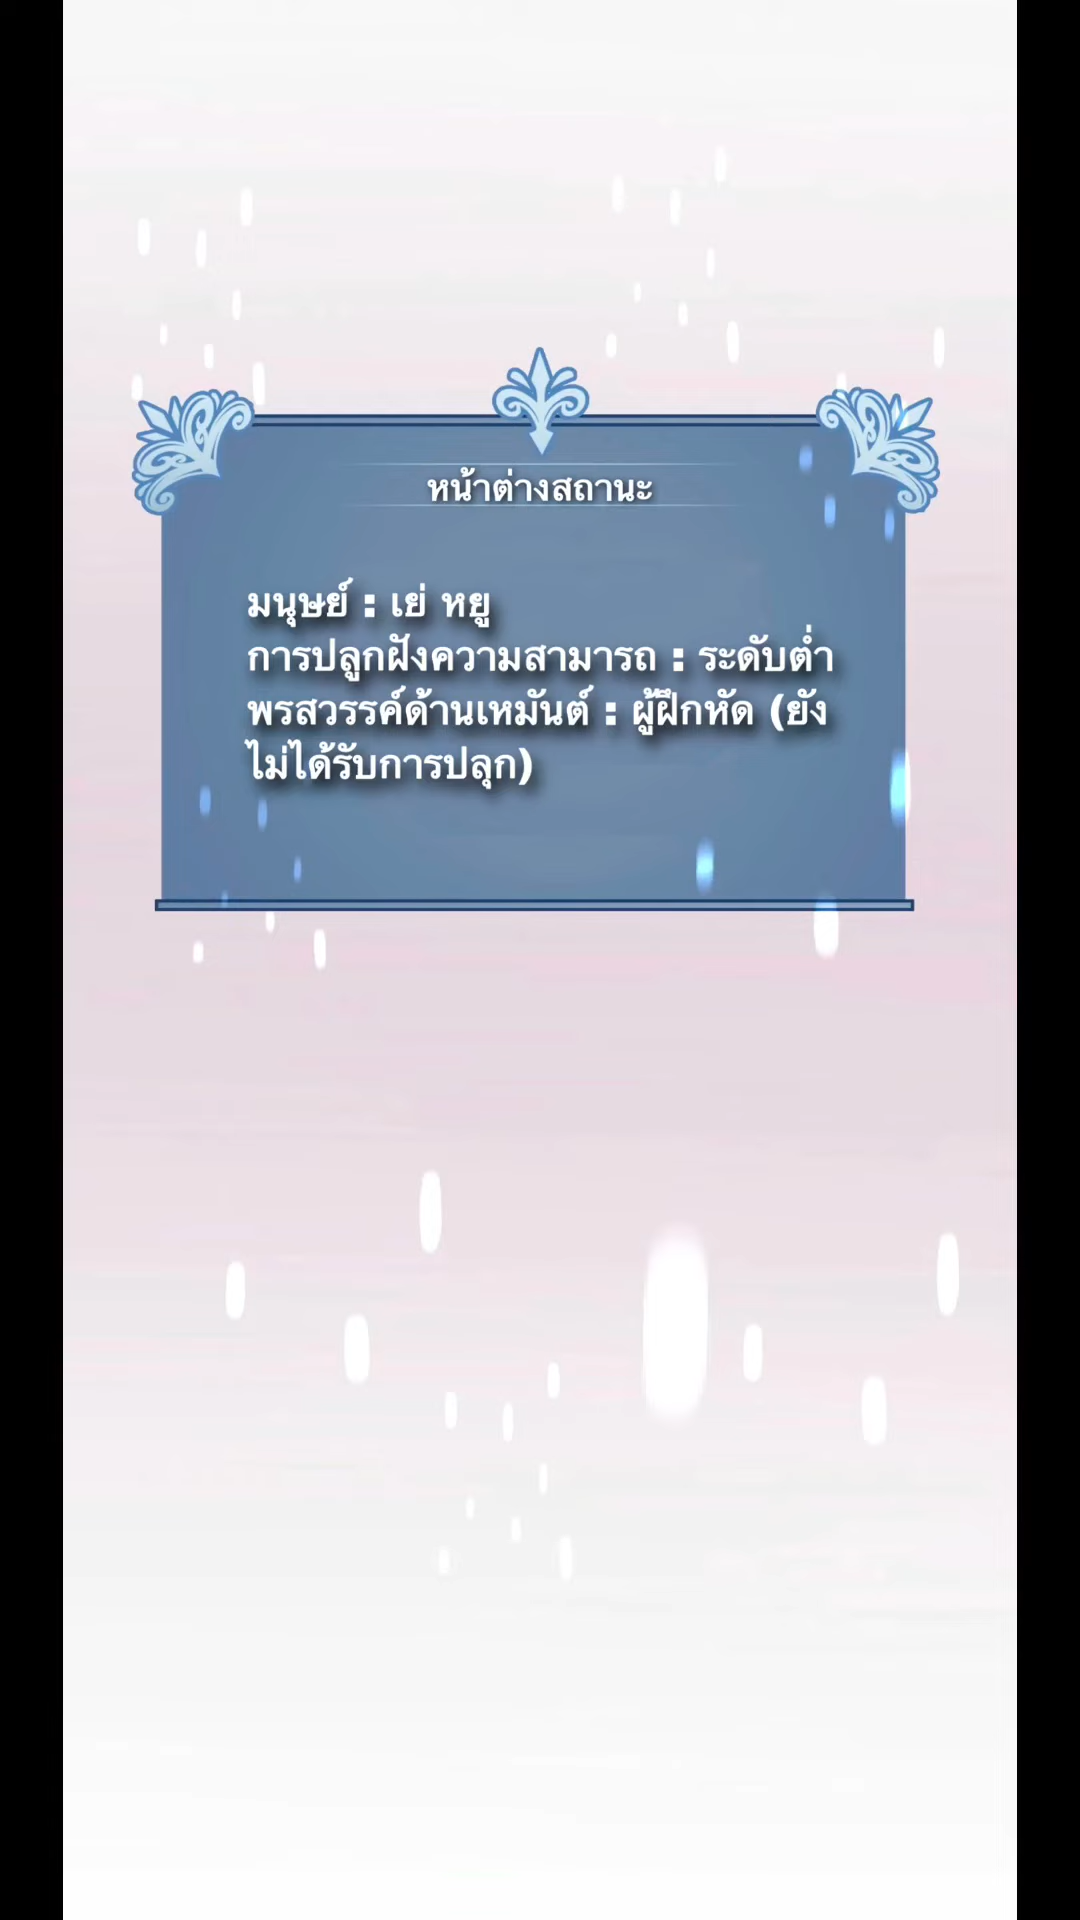 หน้าต่างสถานะ
มนุษย์ : เย่ หยู
การปลูกฝังความสามารถ : ระดับต่ำ
พรสวรรค์ด้านเหมันต์ : ผู้ฝึกหัด (ยัง
ไม่ได้รับการปลุก)